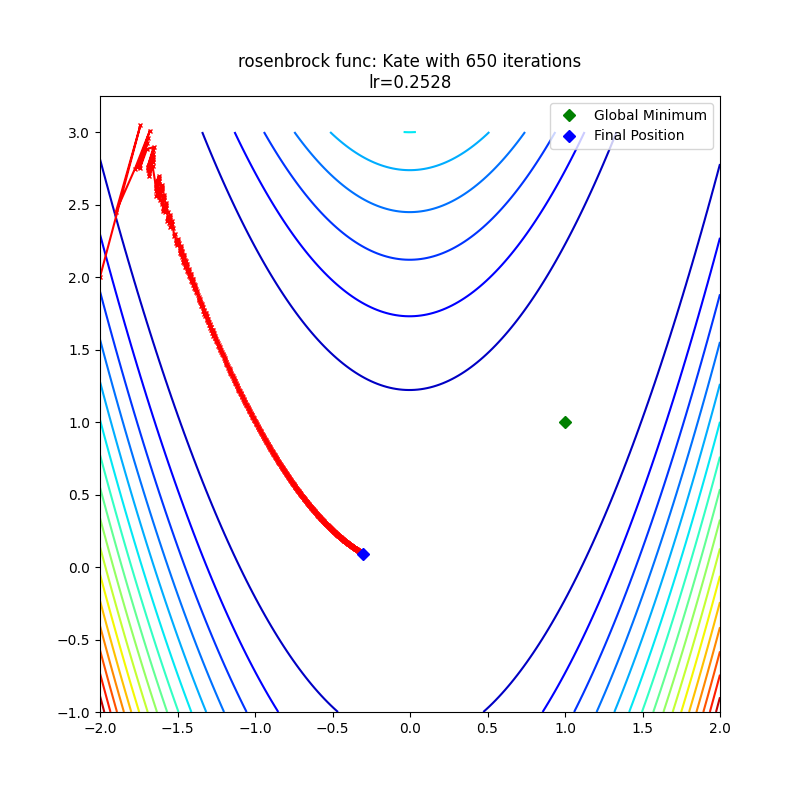 rosenbrock func: Kate with 650 iterations
lr=0.2528
Global Minimum
Final Position
3.0
2.5
2.0
1.5
1.0
0.5
0.0
−0.5
−1.0
−2.0 −1.5 −1.0 −0.5 0.0 0.5 1.0 1.5 2.0